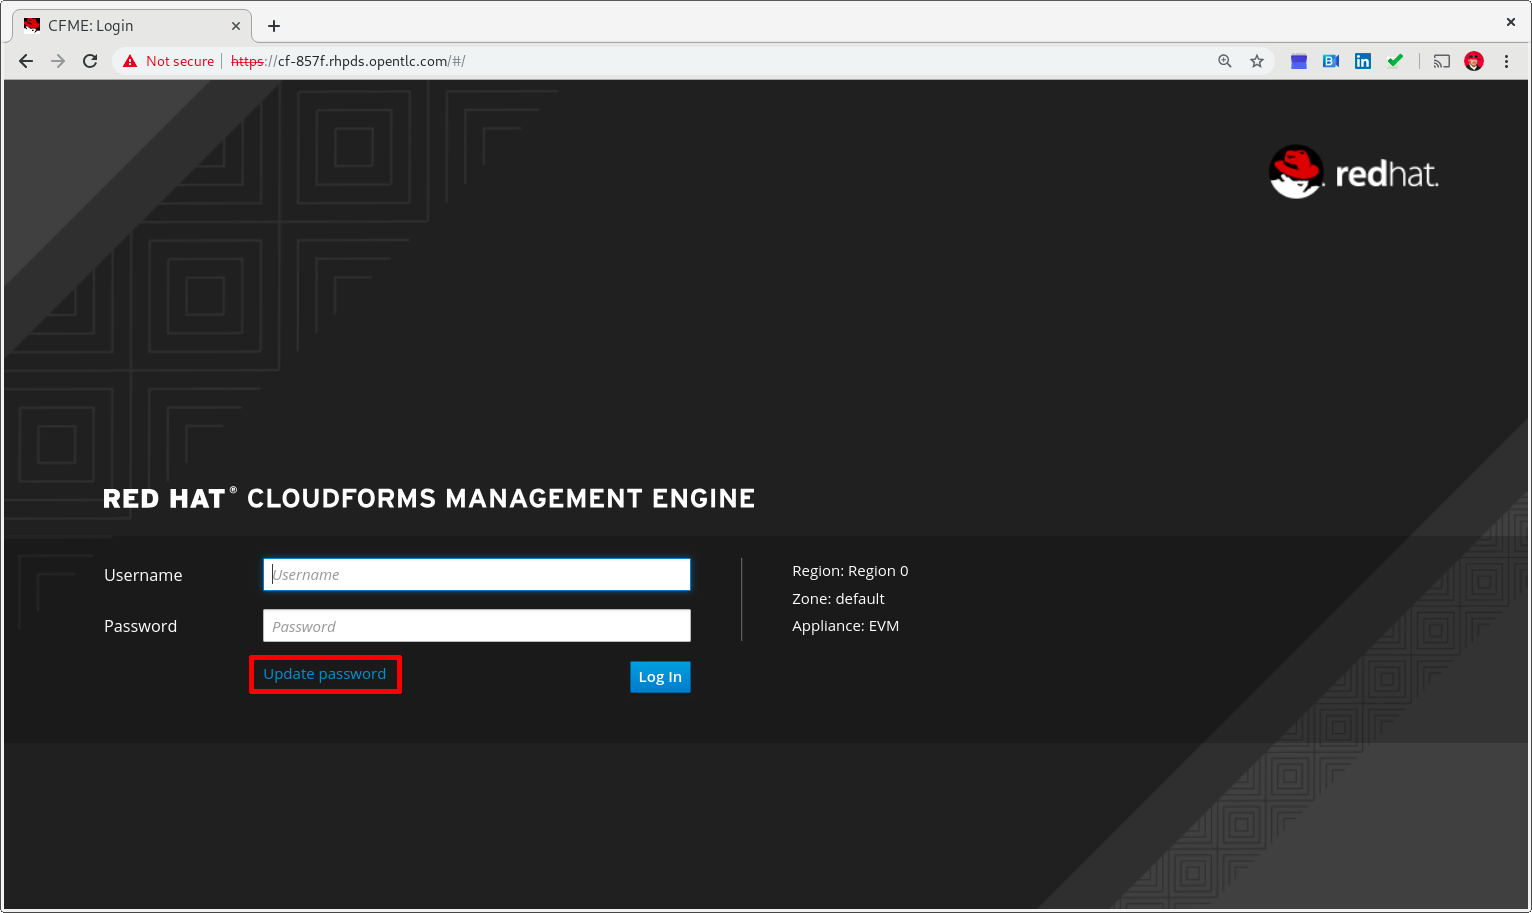 CFME: Login
Not secure | https://cf-857f.rhpds.opentlc.com/#/
redhat.
RED HAT® CLOUDFORMS MANAGEMENT ENGINE
Username
Username
Region: Region 0
Zone: default
Password
Password
Appliance: EVM
Update password
Log In